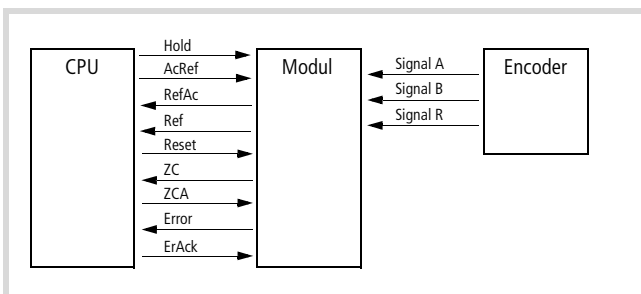 CPU
Hold
AcRef
RefAc
Ref
Reset
ZC
ZCA
Error
ErAck
Modul
Signal A
Signal B
Signal R
Encoder